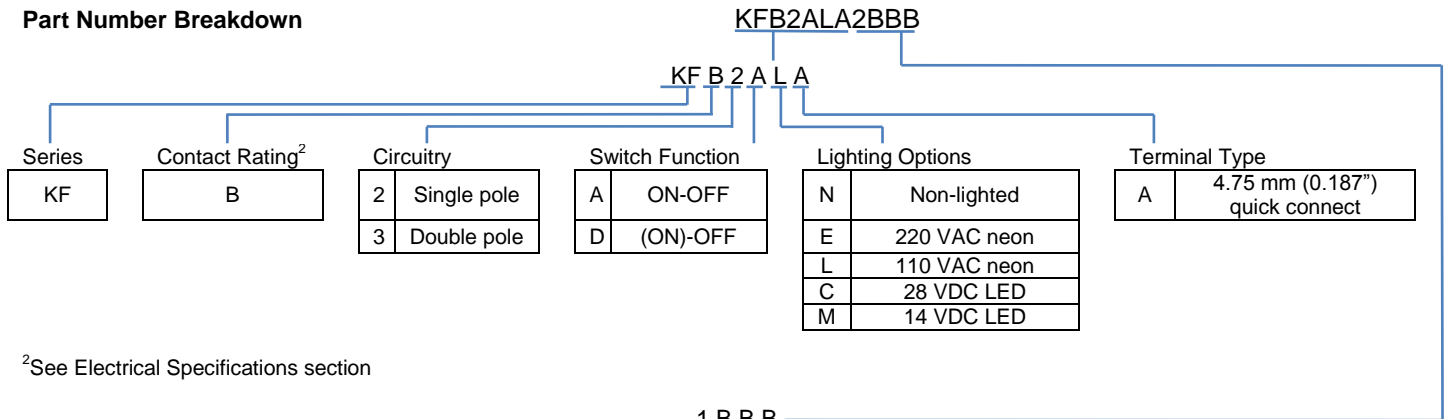 Part Number Breakdown
KFB2ALA2BBB
KF B 2 A L A
Series
KF
Contact Rating²
B
Circuitry
2 Single pole
3 Double pole
Switch Function
A ON-OFF
D (ON)-OFF
Lighting Options
N Non-lighted
E 220 VAC neon
L 110 VAC neon
C 28 VDC LED
M 14 VDC LED
Terminal Type
A 4.75 mm (0.187”)
quick connect
²See Electrical Specifications section
1 B B B